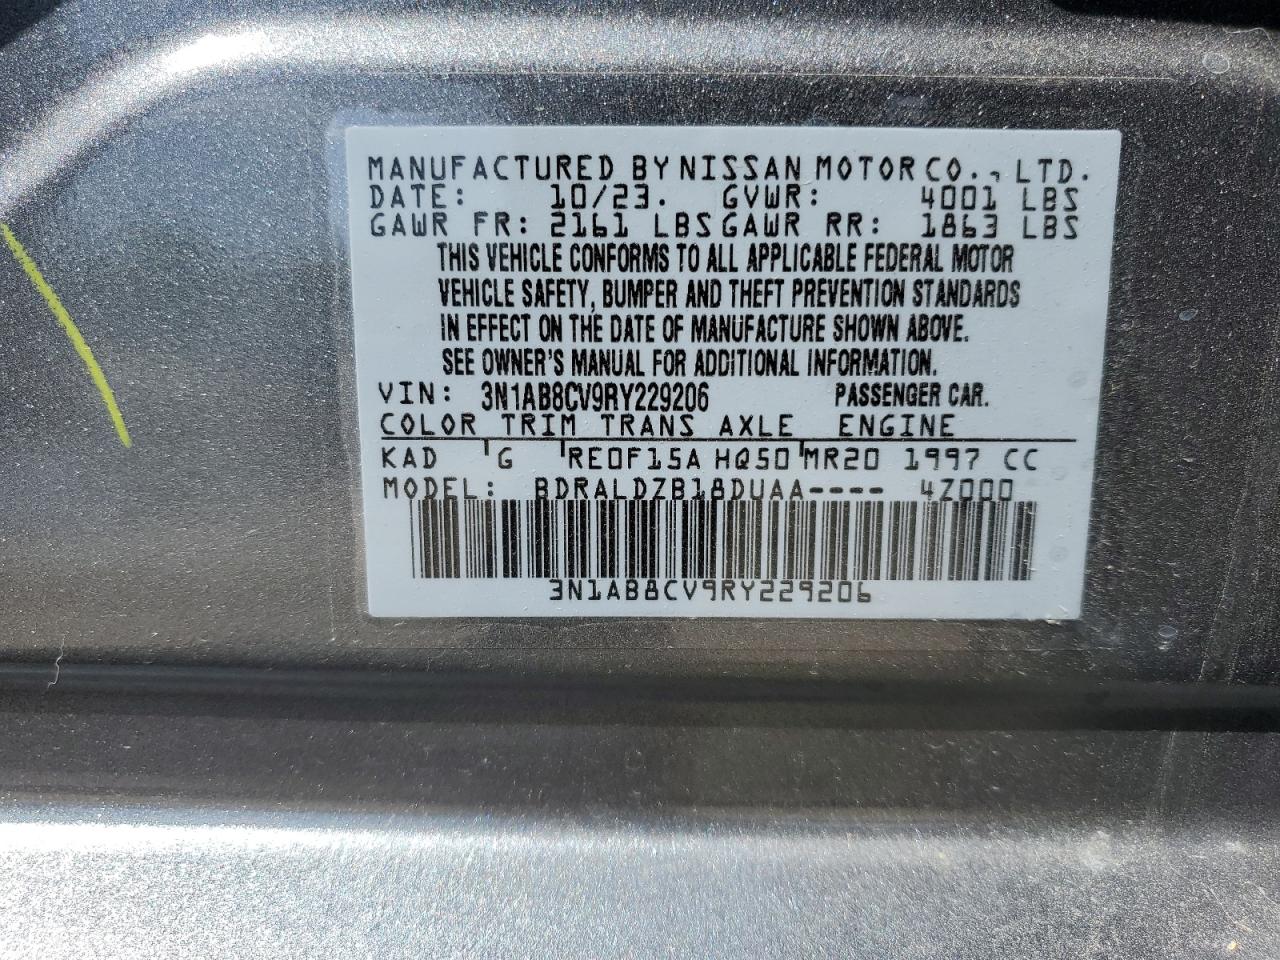 MANUFACTURED BY NISSAN MOTOR CO., LTD.
DATE: 10/23. GVWR: 4001 LBS
GAWR FR: 2161 LBS GAWR RR: 1863 LBS
THIS VEHICLE CONFORMS TO ALL APPLICABLE FEDERAL MOTOR
VEHICLE SAFETY, BUMPER AND THEFT PREVENTION STANDARDS
IN EFFECT ON THE DATE OF MANUFACTURE SHOWN ABOVE.
SEE OWNER'S MANUAL FOR ADDITIONAL INFORMATION.
VIN: 3N1AB8CV9RY229206 PASSENGER CAR.
COLOR TRIM TRANS AXLE ENGINE
KAD G RE0F15A HQ50 MR20 1997 CC
MODEL: BDRALDZB18DUAA---- 4Z000
3N1AB8CV9RY229206